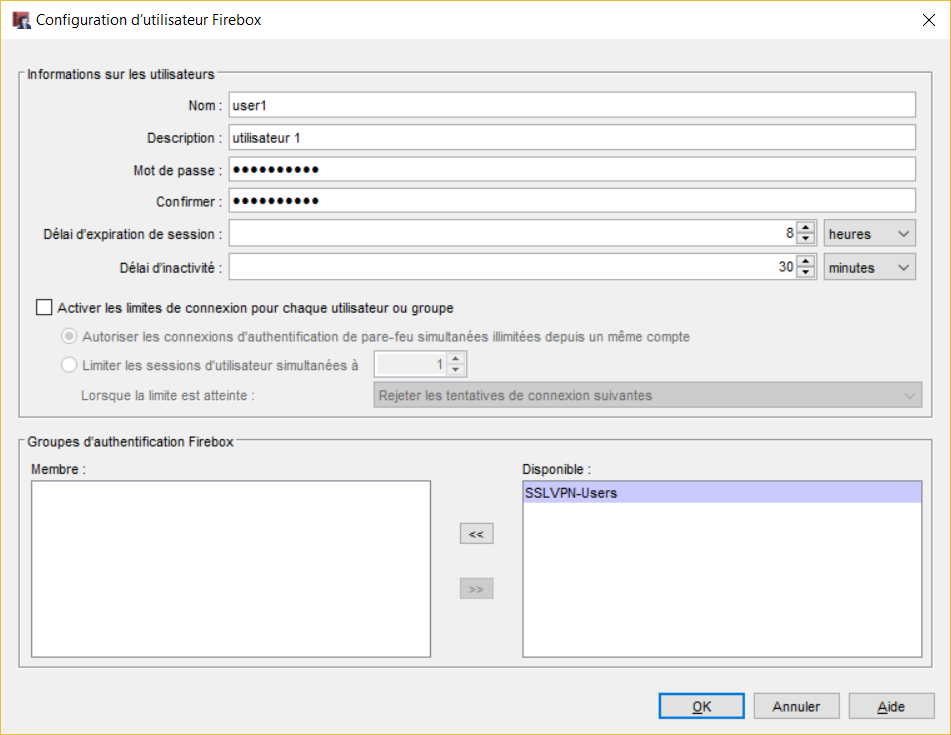 Configuration d'utilisateur Firebox
Informations sur les utilisateurs
Nom : user1
Description : utilisateur 1
Mot de passe : ●●●●●●●●●●
Confirmer : ●●●●●●●●●●
Délai d'expiration de session : 8 heures
Délai d'inactivité : 30 minutes
Activer les limites de connexion pour chaque utilisateur ou groupe
Autoriser les connexions d'authentification de pare-feu simultanées illimitées depuis un même compte
Limiter les sessions d'utilisateur simultanées à 1
Lorsque la limite est atteinte : Rejeter les tentatives de connexion suivantes
Groupes d'authentification Firebox
Membre : Disponible :
SSLVPN-Users
<<
>>
OK Annuler Aide